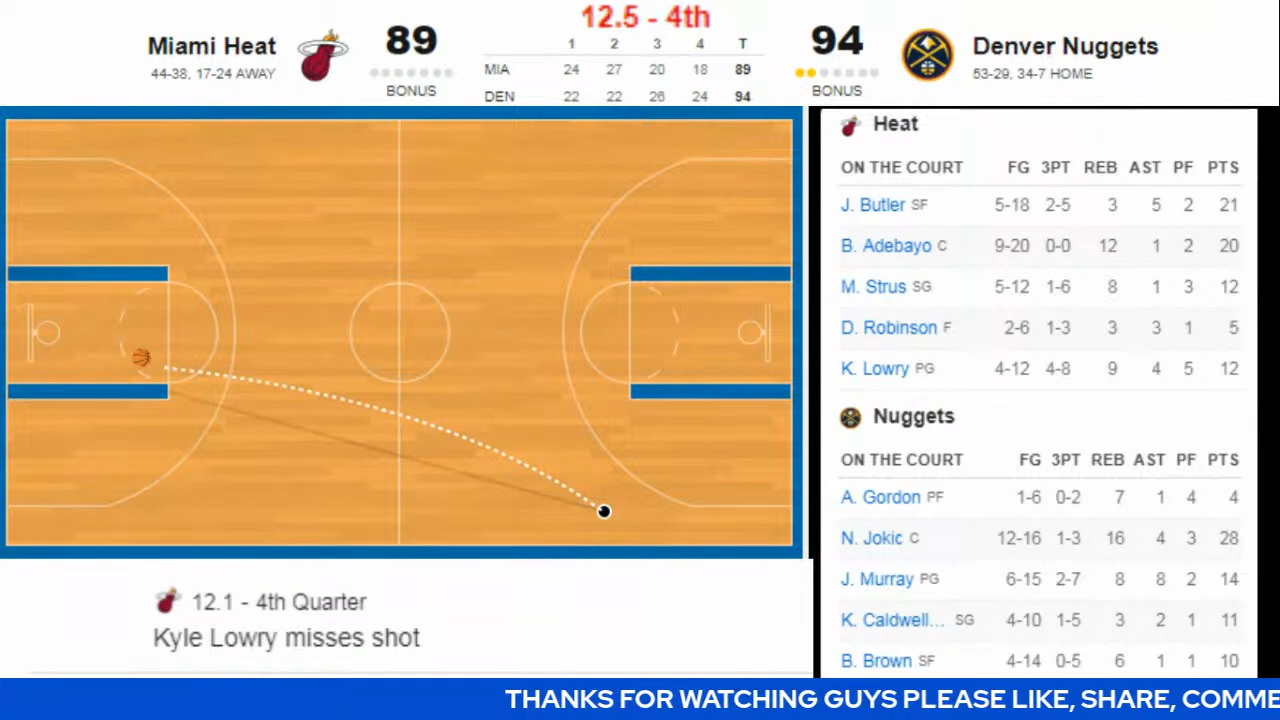 12.5 - 4th
Miami Heat 89 1 2 3 4 T 94 Denver Nuggets
44-38, 17-24 AWAY MIA 24 27 20 18 89 53-29, 34-7 HOME
BONUS DEN 22 22 26 24 94 BONUS
Heat
ON THE COURT FG 3PT REB AST PF PTS
J. Butler SF 5-18 2-5 3 5 2 21
B. Adebayo C 9-20 0-0 12 1 2 20
M. Strus SG 5-12 1-6 8 1 3 12
D. Robinson F 2-6 1-3 3 3 1 5
K. Lowry PG 4-12 4-8 9 4 5 12
Nuggets
ON THE COURT FG 3PT REB AST PF PTS
A. Gordon PF 1-6 0-2 7 1 4 4
N. Jokic C 12-16 1-3 16 4 3 28
J. Murray PG 6-15 2-7 8 8 2 14
K. Caldwell... SG 4-10 1-5 3 2 1 11
B. Brown SF 4-14 0-5 6 1 1 10
12.1 - 4th Quarter
Kyle Lowry misses shot
THANKS FOR WATCHING GUYS PLEASE LIKE, SHARE, COMME